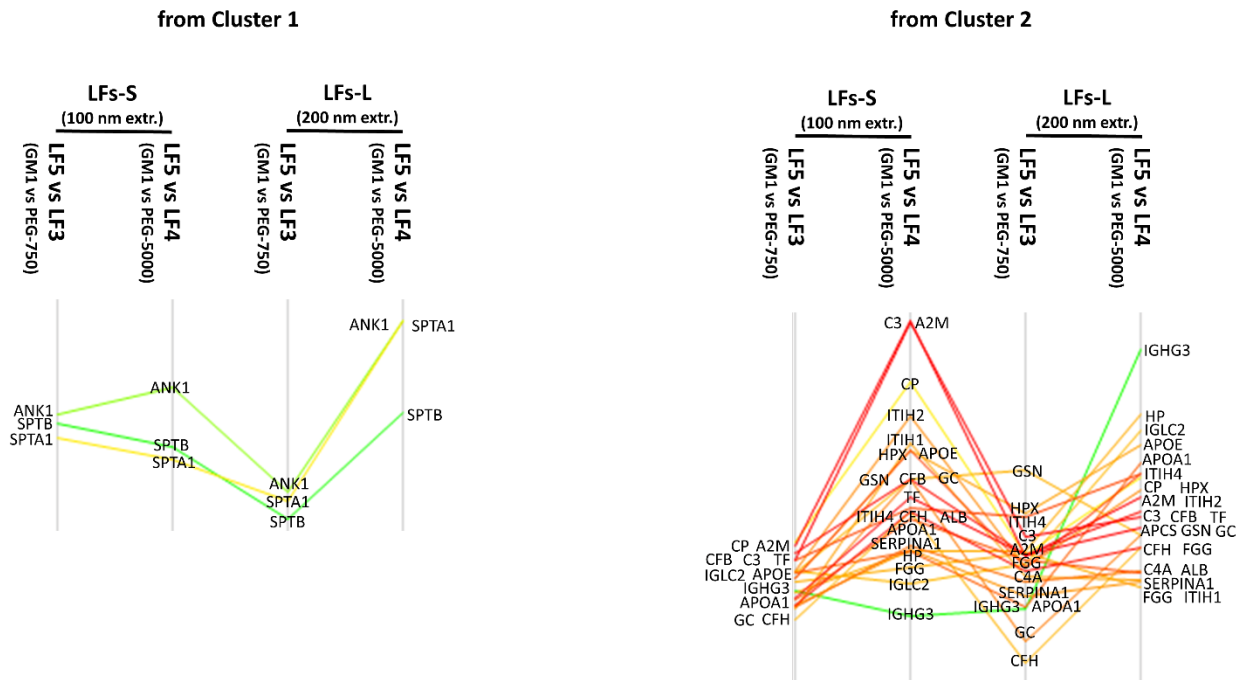 from Cluster 1
LFs-S
(100 nm extr.)
LFs-L
(200 nm extr.)
LF5 vs LF3
(GM1 vs PEG-750)
LF5 vs LF4
(GM1 vs PEG-5000)
LF5 vs LF3
(GM1 vs PEG-750)
LF5 vs LF4
(GM1 vs PEG-5000)
ANK1
SPTB
SPTA1
ANK1
SPTB
SPTA1
ANK1
SPTA1
SPTB
ANK1 SPTA1
SPTB
from Cluster 2
LFs-S
(100 nm extr.)
LFs-L
(200 nm extr.)
LF5 vs LF3
(GM1 vs PEG-750)
LF5 vs LF4
(GM1 vs PEG-5000)
LF5 vs LF3
(GM1 vs PEG-750)
LF5 vs LF4
(GM1 vs PEG-5000)
CP A2M
CFB C3 TF
IGLC2 APOE
IGHG3
APOA1
GC CFH
C3 A2M
CP
ITIH2
ITIH1
HPX APOE
GSN CFB GC
TF
ITIH4 CFH ALB
APOA1
SERPINA1
HP
FGG
IGLC2
IGHG3
GSN
HPX
ITIH4
C3
A2M
FGG
C4A
SERPINA1
IGHG3 APOA1
GC
CFH
IGHG3
HP
IGLC2
APOE
APOA1
ITIH4
CP HPX
A2M ITIH2
C3 CFB TF
APCS GSN GC
CFH FGG
C4A ALB
SERPINA1
FGG ITIH1